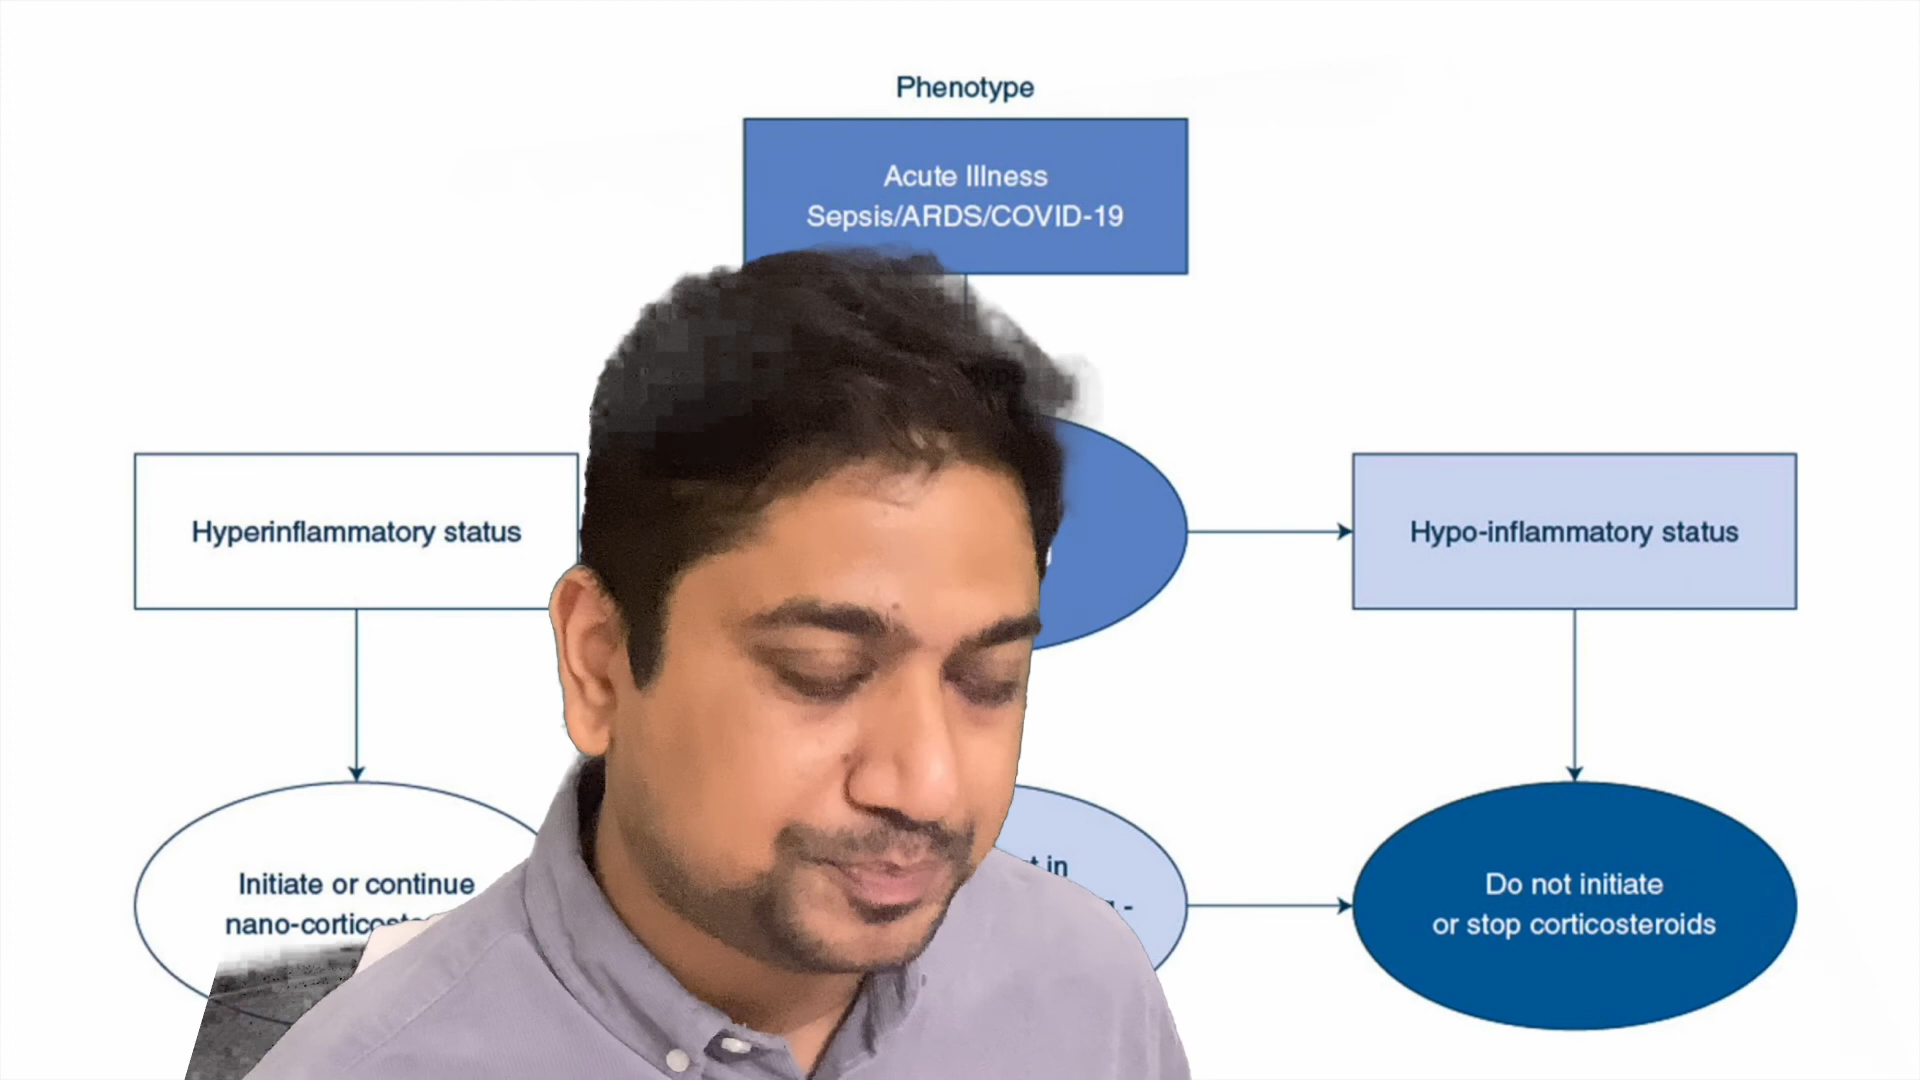 Phenotype
Acute Illness
Sepsis/ARDS/COVID-19
Hyperinflammatory status
Hypo-inflammatory status
Initiate or continue
in
Do not initiate
or stop corticosteroids